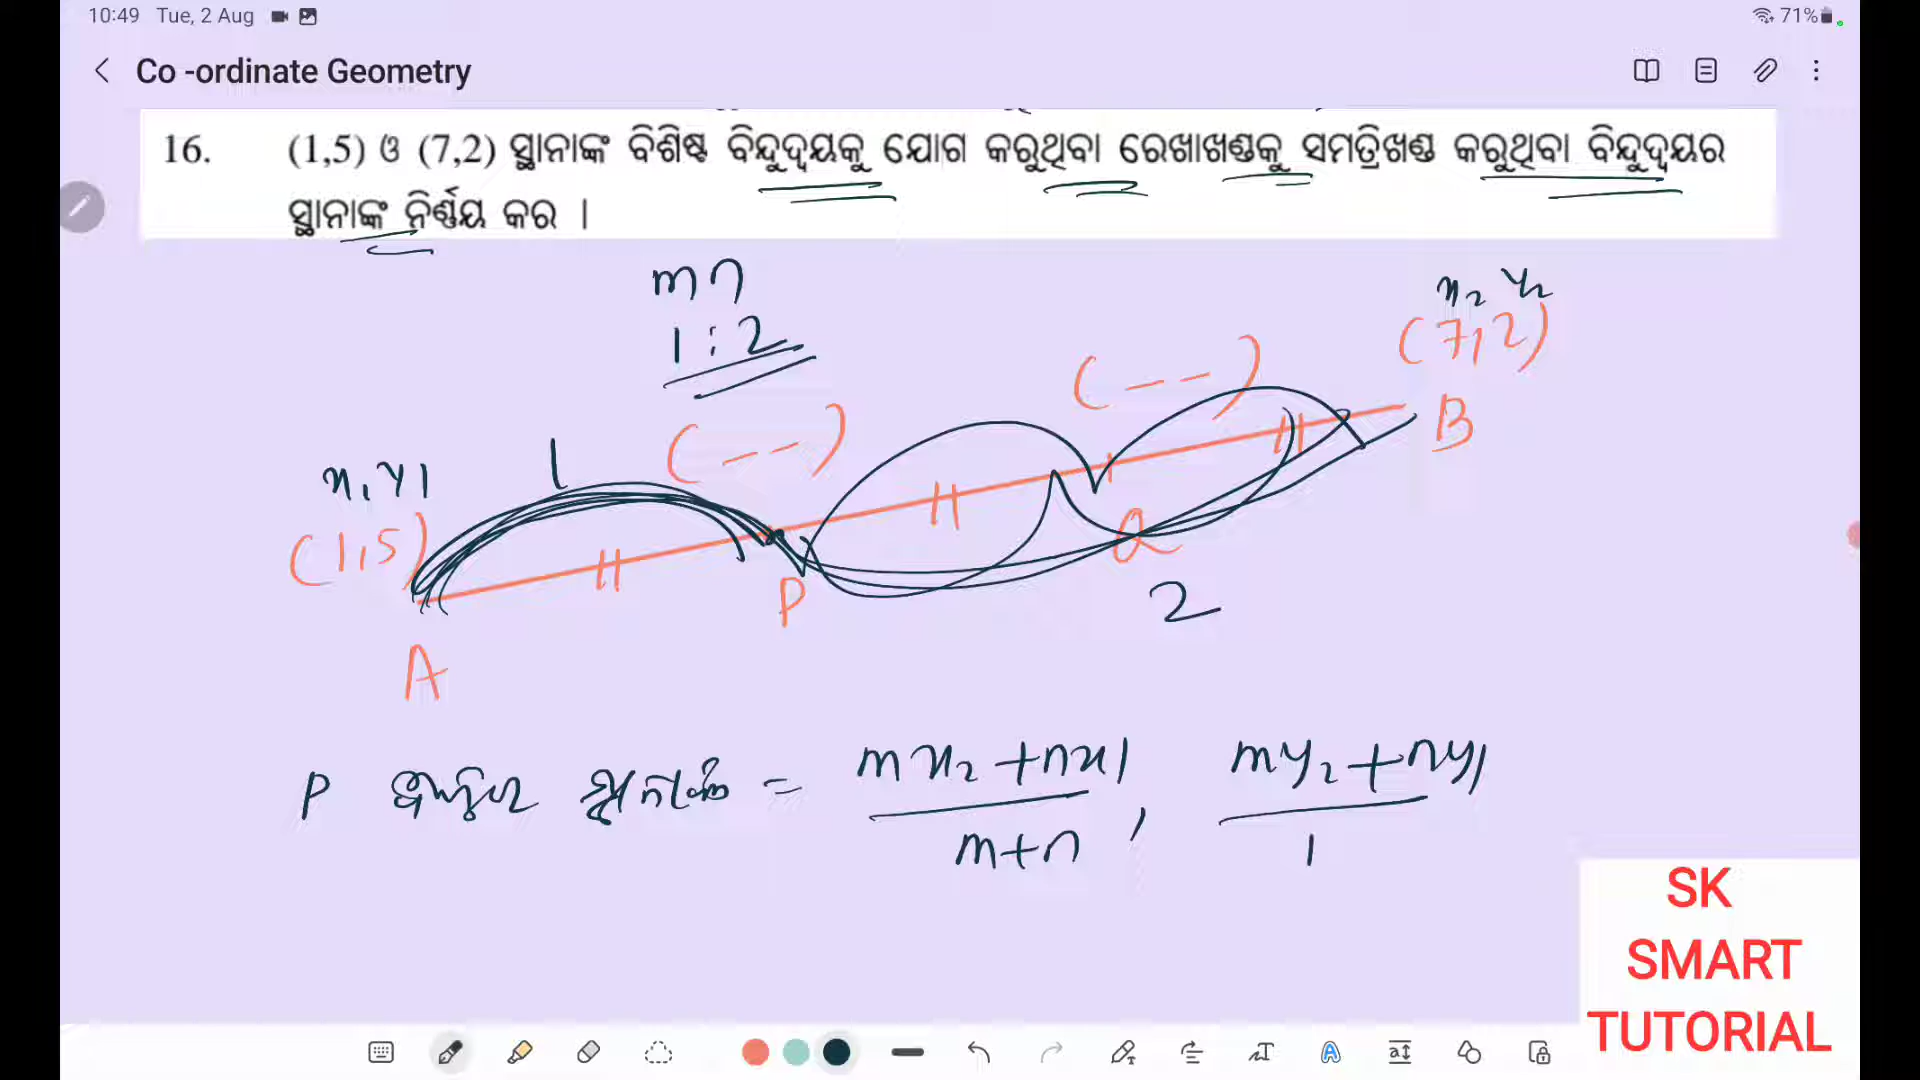 10:49 Tue, 2 Aug 71%
Co -ordinate Geometry
16. (1,5) ଓ (7,2) ସ୍ଥାନାଙ୍କ ବିଶିଷ୍ଟ ବିନ୍ଦୁଦ୍ୱୟକୁ ଯୋଗ କରୁଥିବା ରେଖାଖଣ୍ଡକୁ ସମତ୍ରିଖଣ୍ଡ କରୁଥିବା ବିନ୍ଦୁଦ୍ୱୟର
ସ୍ଥାନାଙ୍କ ନିର୍ଣ୍ଣୟ କର ।
m n
1 : 2
x2 y2
(7,2)
(--)
B
(--)
1
x1 y1
(1,5)
Q
P
2
A
P ବିନ୍ଦୁର ସ୍ଥାନାଙ୍କ = mx2 +nx1 my2 +ny1
m+n , 1
SK
SMART
TUTORIAL